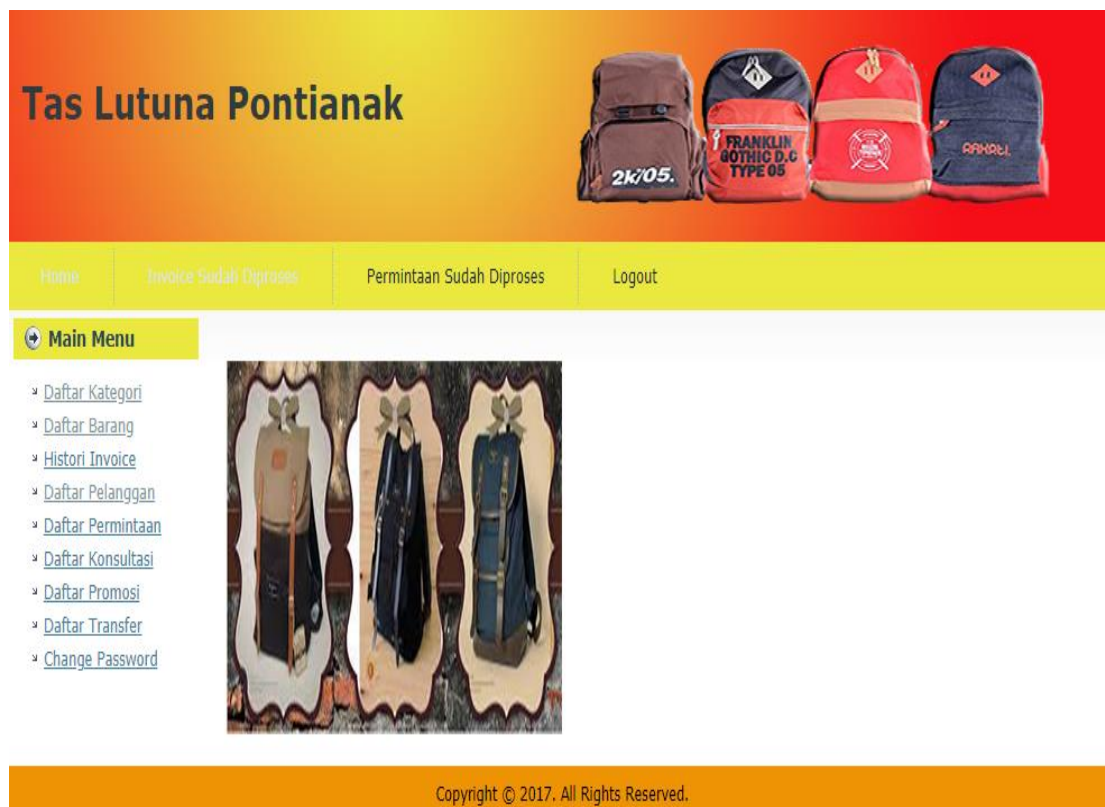 Tas Lutuna Pontianak
2k/05.
FRANKLIN
GOTHIC D.C
TYPE 05
Home
Invoice Sudah Diproses
Permintaan Sudah Diproses
Logout
Main Menu
Daftar Kategori
Daftar Barang
Histori Invoice
Daftar Pelanggan
Daftar Permintaan
Daftar Konsultasi
Daftar Promosi
Daftar Transfer
Change Password
Copyright © 2017. All Rights Reserved.